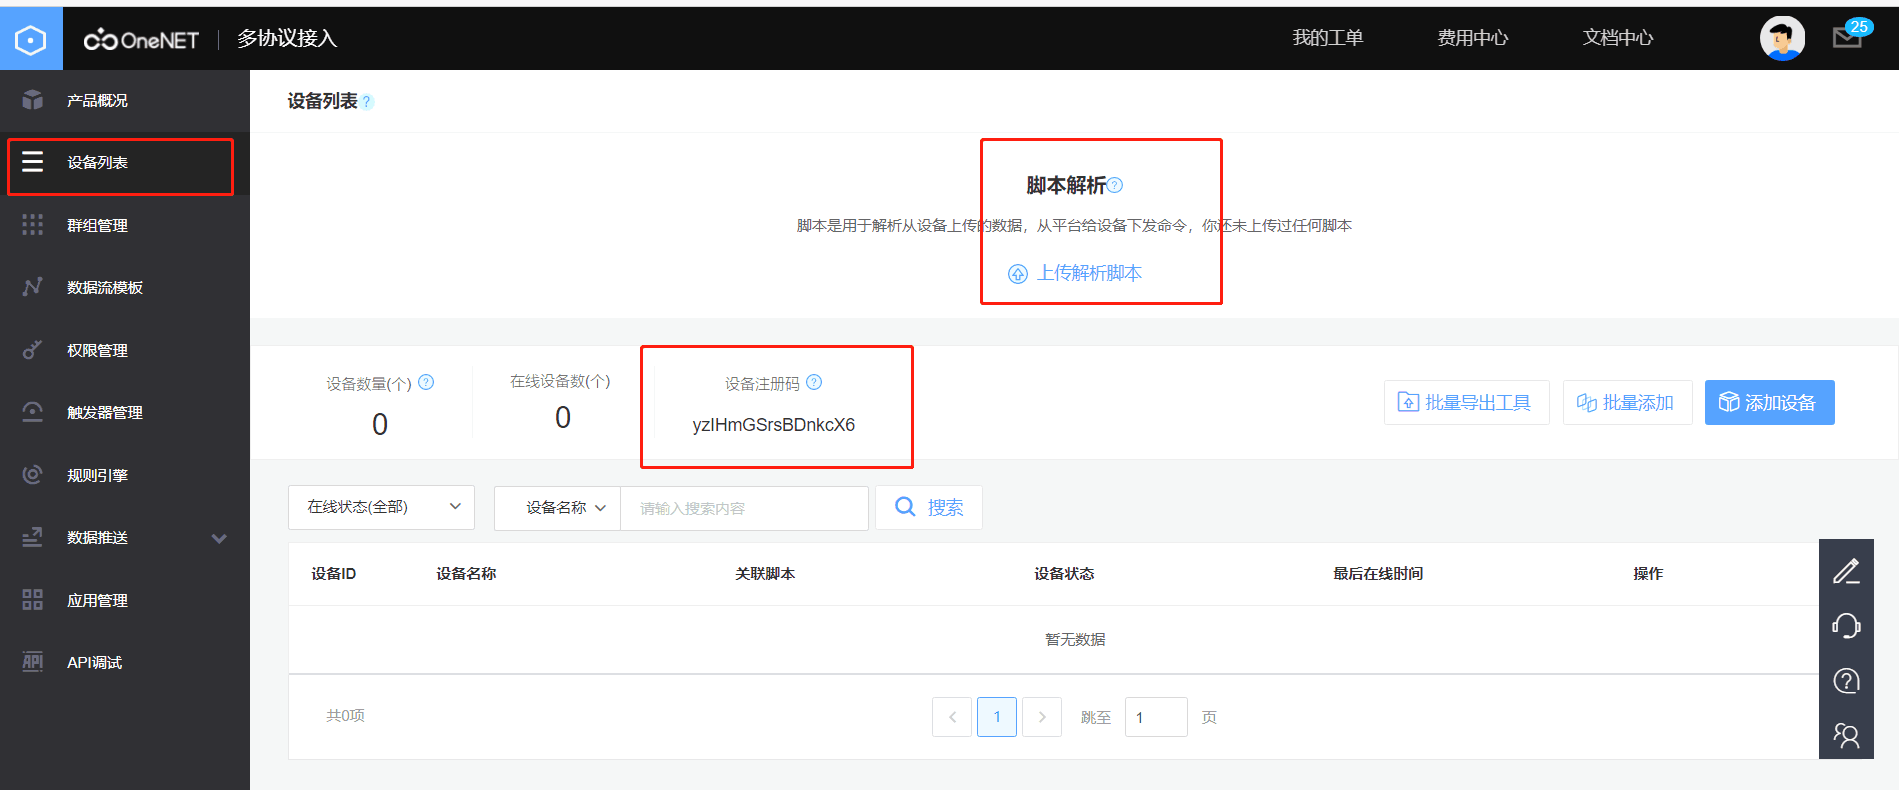 OneNET 多协议接入 我的工单 费用中心 文档中心 25
产品概况
设备列表
群组管理
数据流模板
权限管理
触发器管理
规则引擎
数据推送
应用管理
API API调试
设备列表 ?
脚本解析 ?
脚本是用于解析从设备上传的数据，从平台给设备下发命令，你还未上传过任何脚本
上传解析脚本
设备数量(个) ? 在线设备数(个) 设备注册码 ?
0 0 yzIHmGSrsBDnkcX6
批量导出工具 批量添加 添加设备
在线状态(全部) 设备名称 请输入搜索内容 搜索
设备ID 设备名称 关联脚本 设备状态 最后在线时间 操作
暂无数据
共0项 1 跳至 1 页